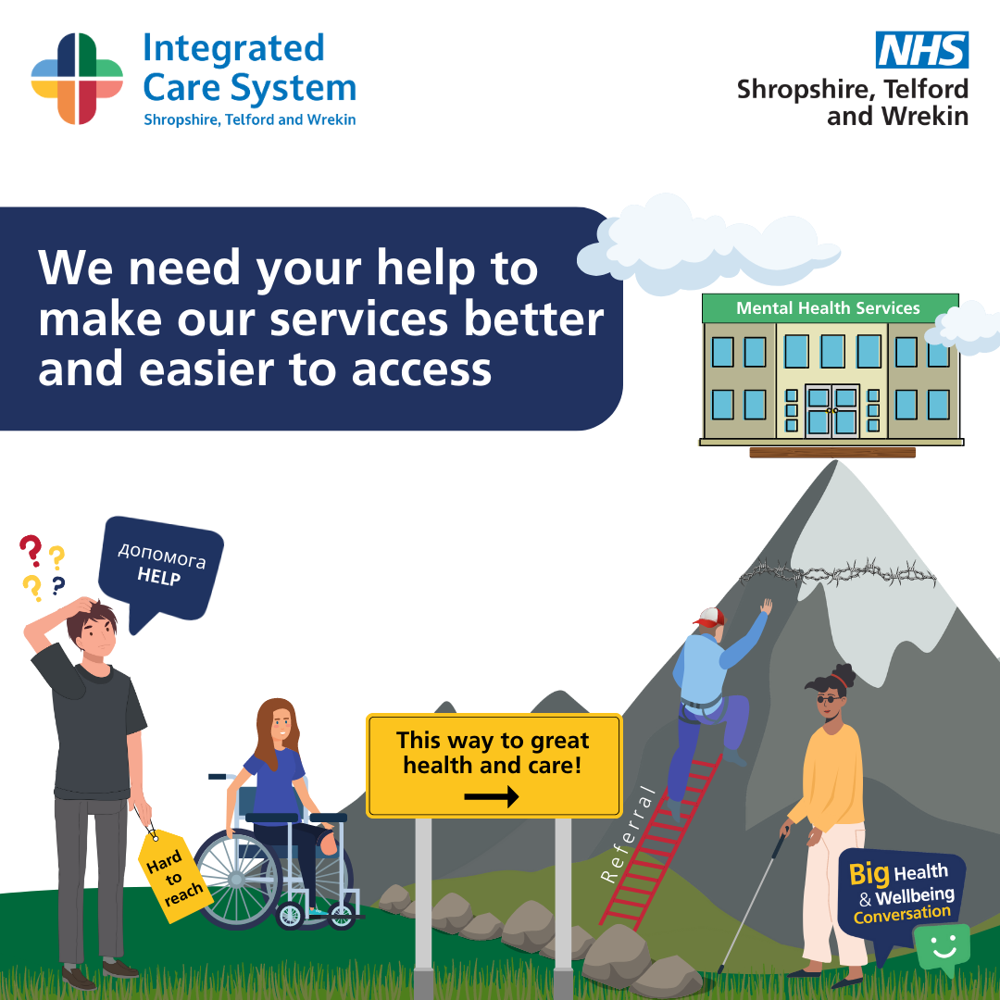 Integrated
Care System
Shropshire, Telford and Wrekin
NHS
Shropshire, Telford
and Wrekin
We need your help to
make our services better
and easier to access
Mental Health Services
допомога
HELP
This way to great
health and care!
Referral
Hard
to
reach
Big Health
& Wellbeing
Conversation